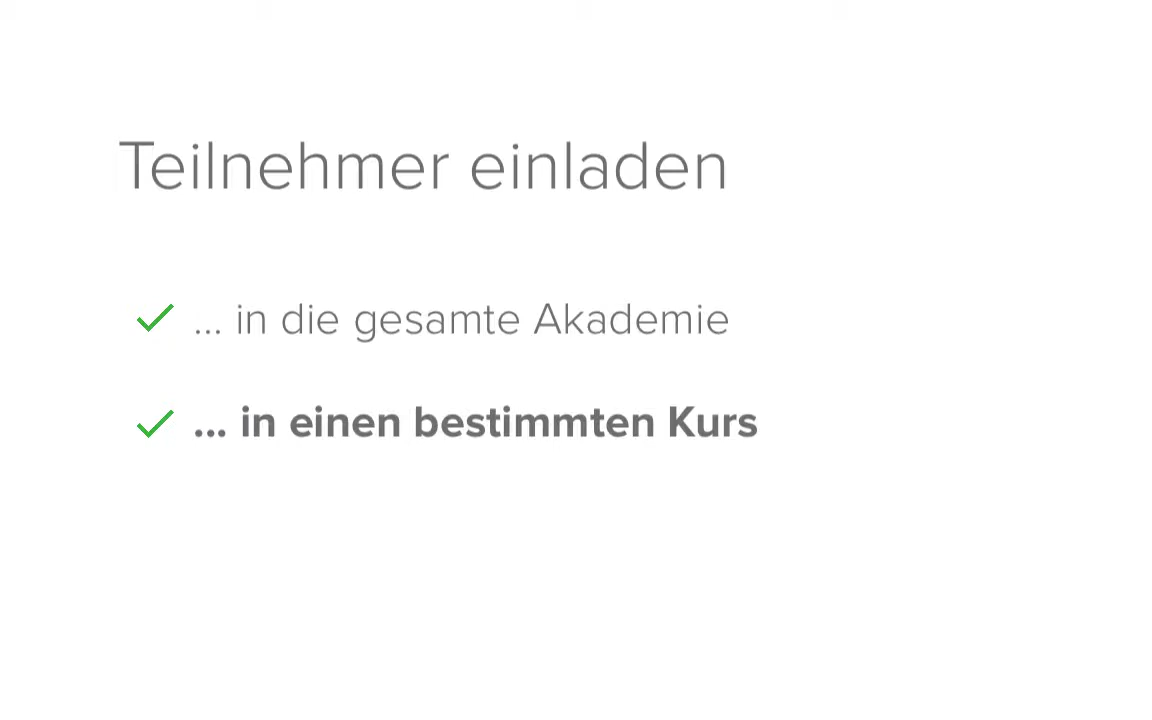 Teilnehmer einladen
... in die gesamte Akademie
... in einen bestimmten Kurs